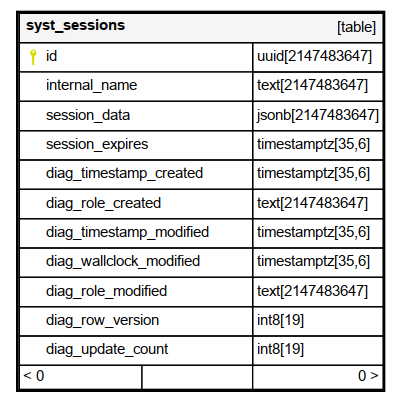 syst_sessions [table]
id uuid[2147483647]
internal_name text[2147483647]
session_data jsonb[2147483647]
session_expires timestamptz[35,6]
diag_timestamp_created timestamptz[35,6]
diag_role_created text[2147483647]
diag_timestamp_modified timestamptz[35,6]
diag_wallclock_modified timestamptz[35,6]
diag_role_modified text[2147483647]
diag_row_version int8[19]
diag_update_count int8[19]
< 0 0 >